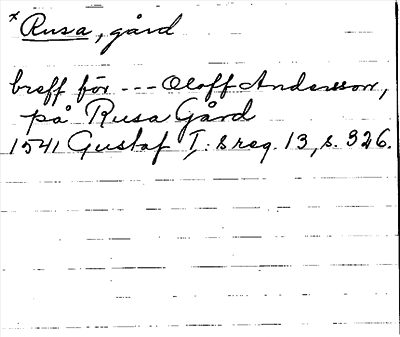 * Rusa, gård
breff för --- Oloff Andersson,
på Rusa Gård
1541 Gustaf I:s reg. 13, s. 326.